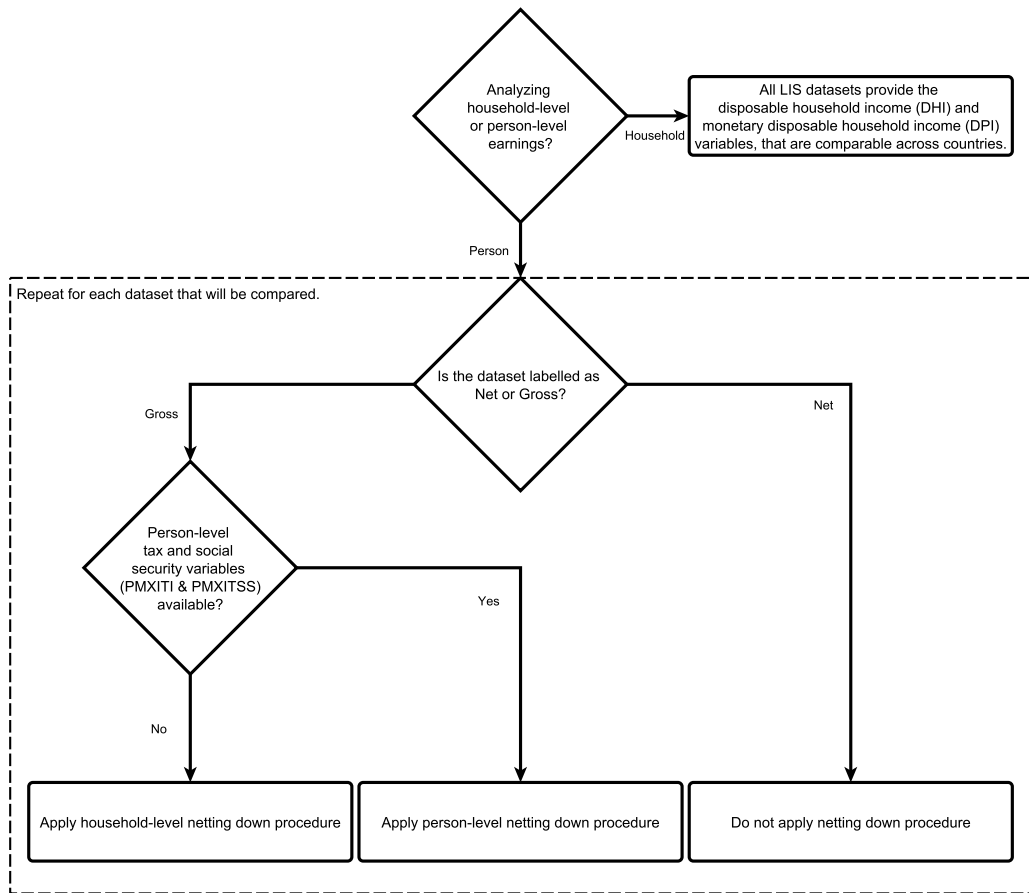 Analyzing
household-level
or person-level
earnings?
Household
All LIS datasets provide the
disposable household income (DHI) and
monetary disposable household income (DPI)
variables, that are comparable across countries.
Person
Repeat for each dataset that will be compared.
Is the dataset labelled as
Net or Gross?
Gross
Net
Person-level
tax and social
security variables
(PMXITI & PMXITSS)
available?
Yes
No
Apply household-level netting down procedure
Apply person-level netting down procedure
Do not apply netting down procedure